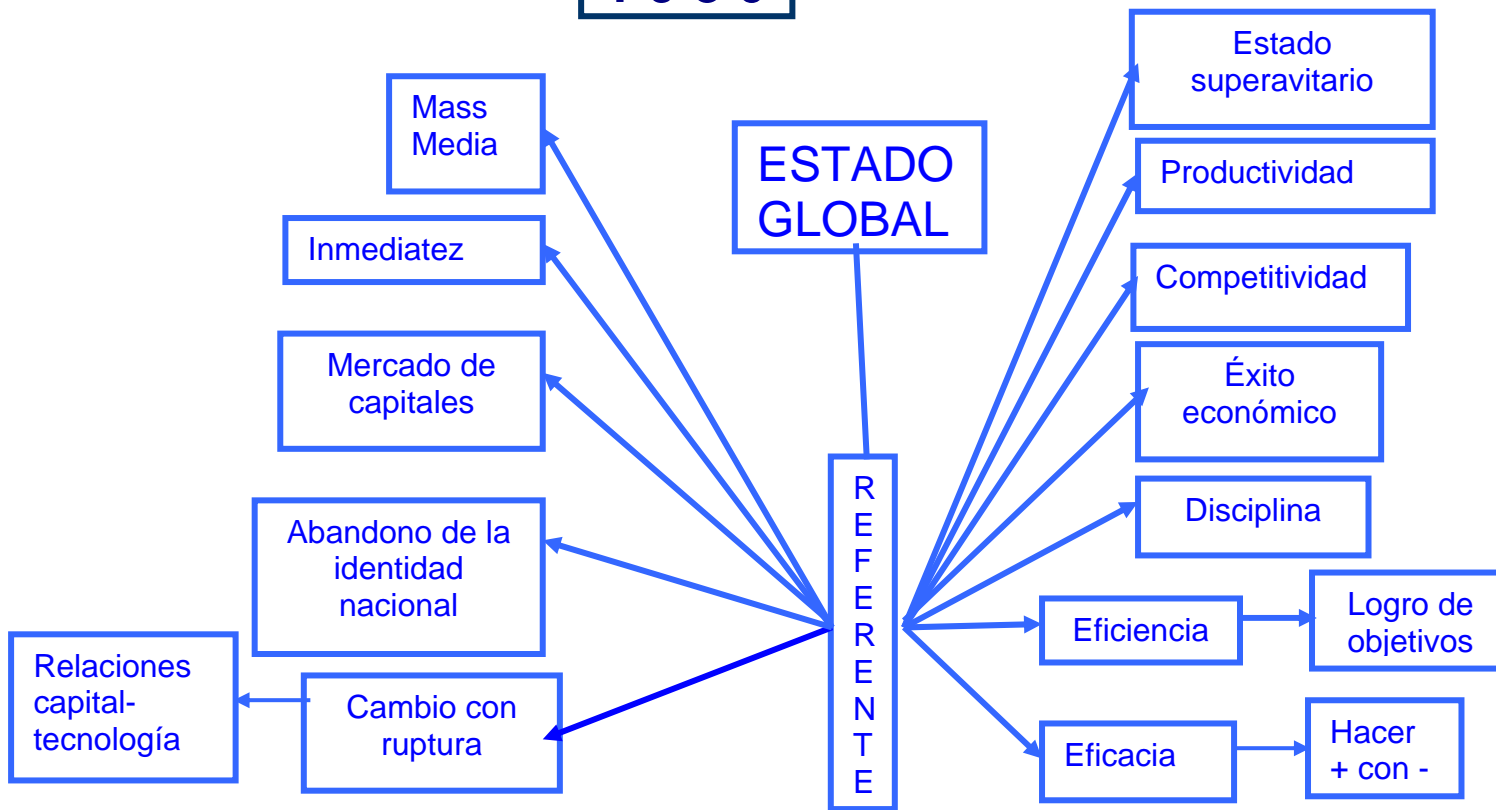 ESTADO
GLOBAL
Mass
Media
Inmediatez
Mercado de
capitales
Abandono de la
identidad
nacional
Cambio con
ruptura
Relaciones
capital-
tecnología
R
E
F
E
R
E
N
T
E
Estado
superavitario
Productividad
Competitividad
Éxito
económico
Disciplina
Eficiencia
Logro de
objetivos
Eficacia
Hacer
+ con -